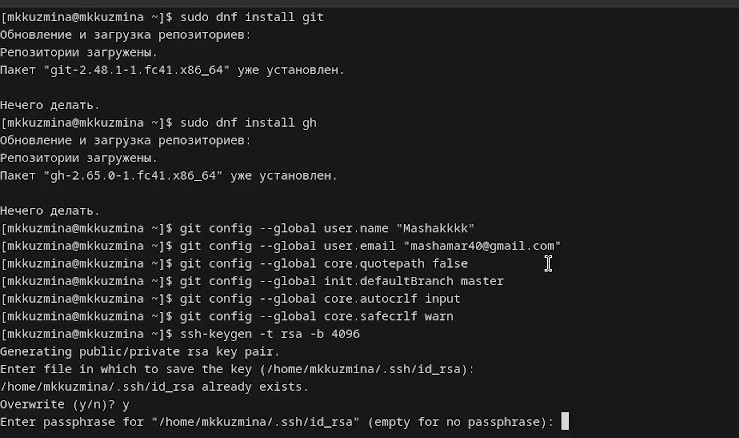 [mkkuzmina@mkkuzmina ~]$ sudo dnf install git
Обновление и загрузка репозиториев:
Репозитории загружены.
Пакет "git-2.48.1-1.fc41.x86_64" уже установлен.
Нечего делать.
[mkkuzmina@mkkuzmina ~]$ sudo dnf install gh
Обновление и загрузка репозиториев:
Репозитории загружены.
Пакет "gh-2.65.0-1.fc41.x86_64" уже установлен.
Нечего делать.
[mkkuzmina@mkkuzmina ~]$ git config --global user.name "Mashakkkk"
[mkkuzmina@mkkuzmina ~]$ git config --global user.email "mashamar40@gmail.com"
[mkkuzmina@mkkuzmina ~]$ git config --global core.quotepath false
[mkkuzmina@mkkuzmina ~]$ git config --global init.defaultBranch master
[mkkuzmina@mkkuzmina ~]$ git config --global core.autocrlf input
[mkkuzmina@mkkuzmina ~]$ git config --global core.safecrlf warn
[mkkuzmina@mkkuzmina ~]$ ssh-keygen -t rsa -b 4096
Generating public/private rsa key pair.
Enter file in which to save the key (/home/mkkuzmina/.ssh/id_rsa):
/home/mkkuzmina/.ssh/id_rsa already exists.
Overwrite (y/n)? y
Enter passphrase for "/home/mkkuzmina/.ssh/id_rsa" (empty for no passphrase):